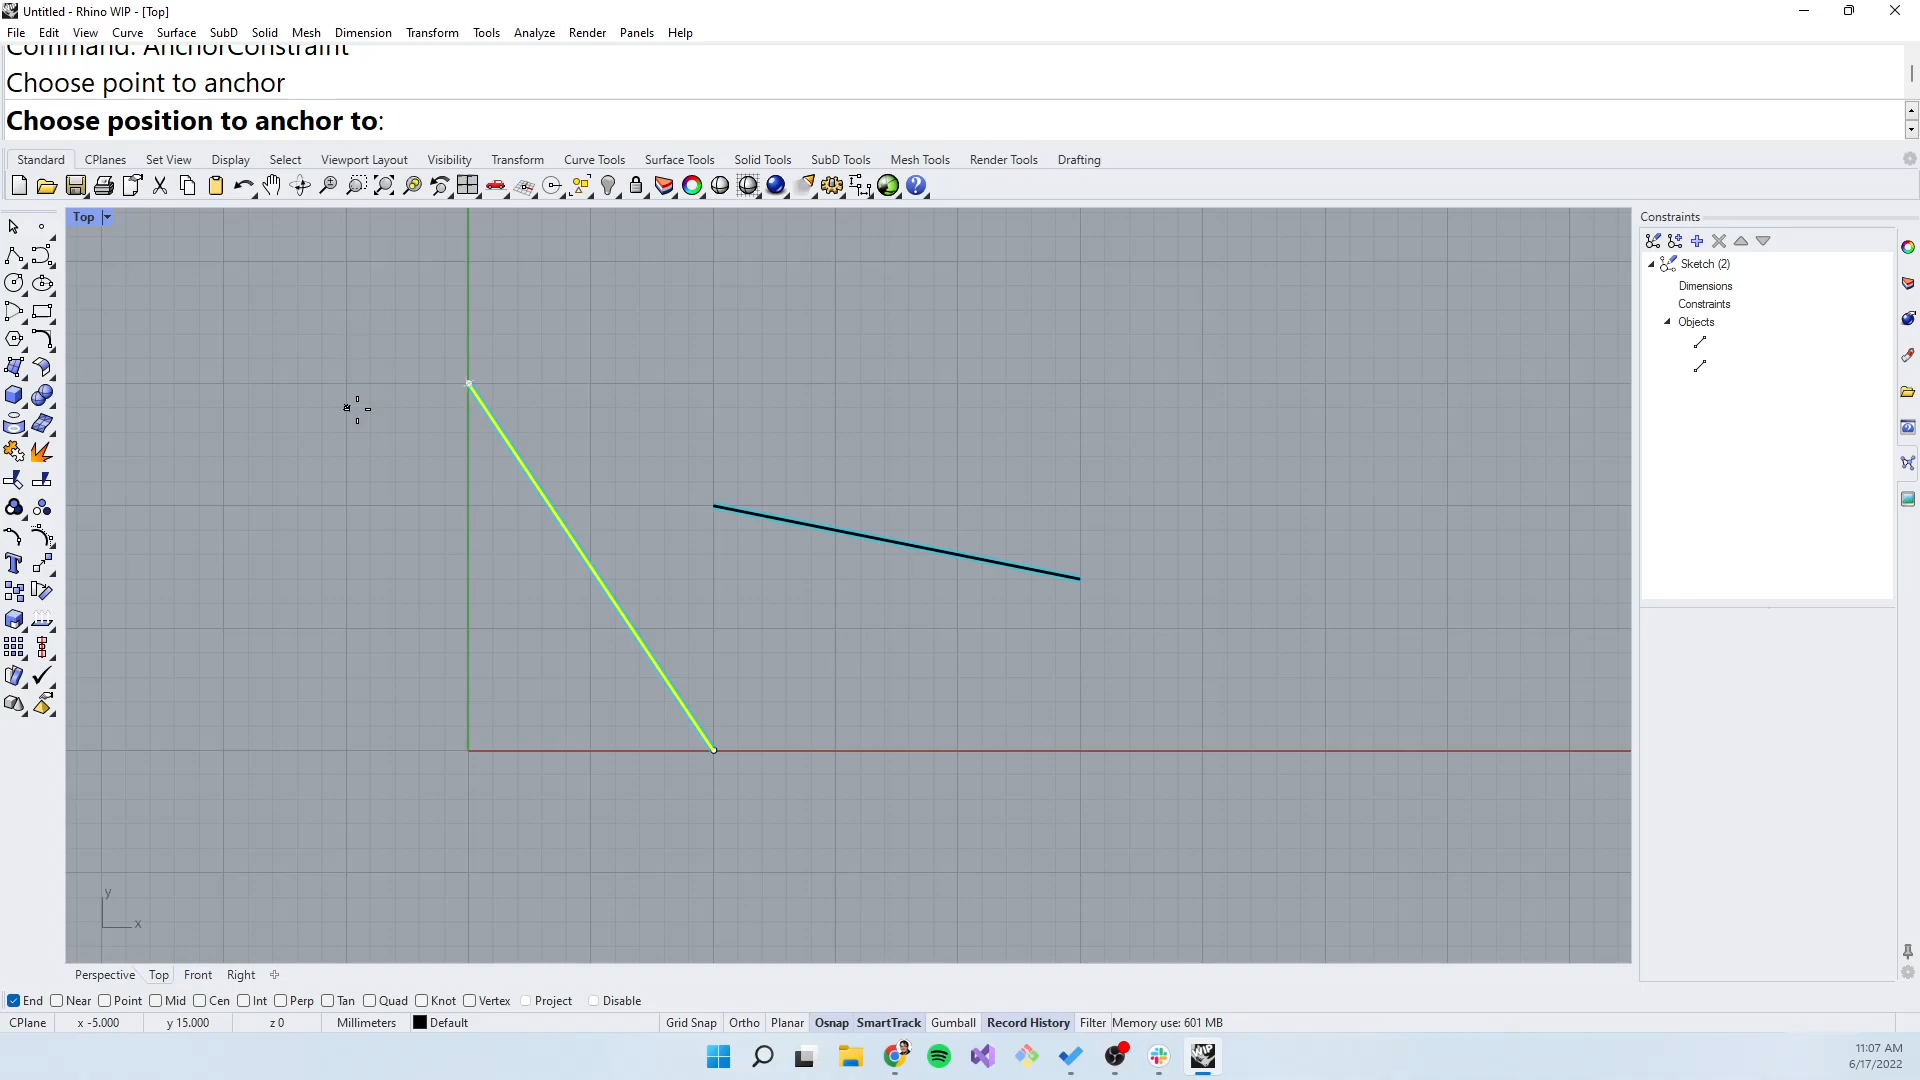 Untitled - Rhino WIP - [Top]
File Edit View Curve Surface SubD Solid Mesh Dimension Transform Tools Analyze Render Panels Help
Command: AnchorConstraint
Choose point to anchor
Choose position to anchor to:
Standard CPlanes Set View Display Select Viewport Layout Visibility Transform Curve Tools Surface Tools Solid Tools SubD Tools Mesh Tools Render Tools Drafting
Top
Constraints
Sketch (2)
Dimensions
Constraints
Objects
y
x
Perspective Top Front Right
End Near Point Mid Cen Int Perp Tan Quad Knot Vertex Project Disable
CPlane x -5.000 y 15.000 z 0 Millimeters Default Grid Snap Ortho Planar Osnap SmartTrack Gumball Record History Filter Memory use: 601 MB
WIP
11:07 AM
6/17/2022